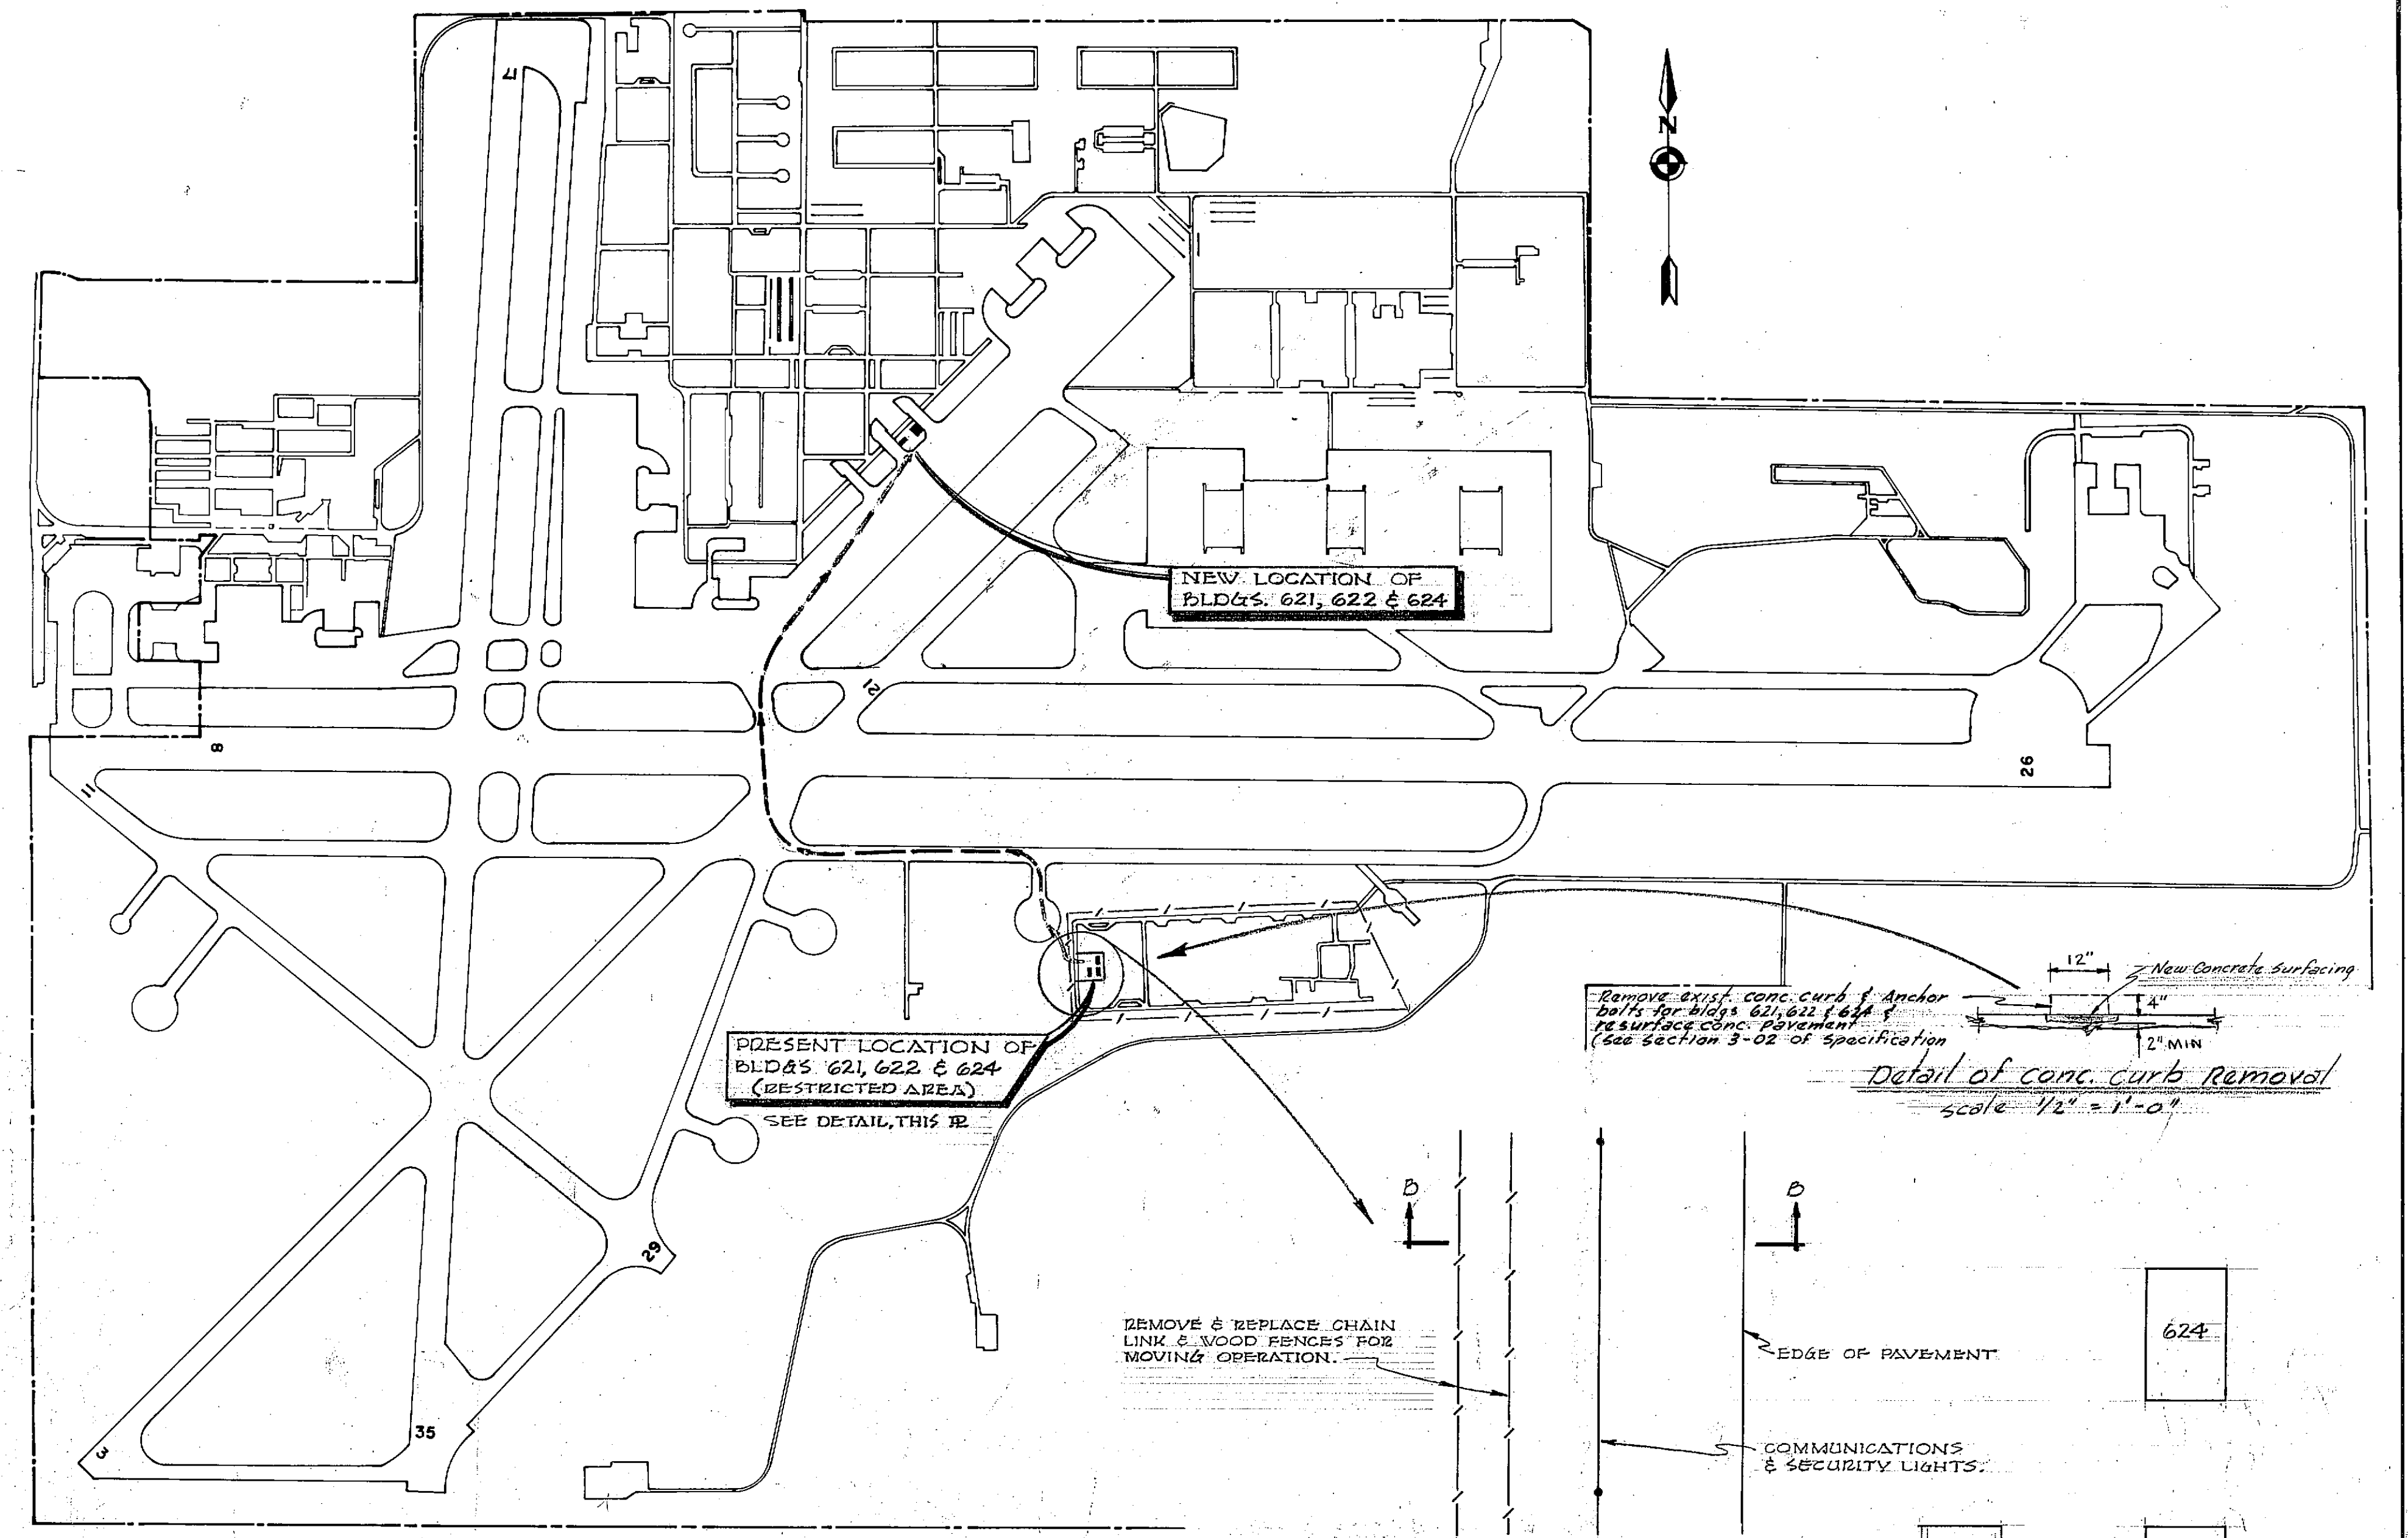 17
N
NEW LOCATION OF
BLDGS. 621, 622 & 624
12
8
26
11
12"
New Concrete Surfacing
Remove exist. conc. curb & Anchor
bolts for bldgs 621, 622 & 624 &
resurface conc. pavement
(see section 3-02 of specification
4"
2" MIN
Detail of conc. curb Removal
scale 1/2" = 1'-0"
PRESENT LOCATION OF
BLDGS 621, 622 & 624
(RESTRICTED AREA)
SEE DETAIL, THIS
B
B
29
REMOVE & REPLACE CHAIN
LINK & WOOD FENCES FOR
MOVING OPERATION.
624
EDGE OF PAVEMENT
35
3
COMMUNICATIONS
& SECURITY LIGHTS.